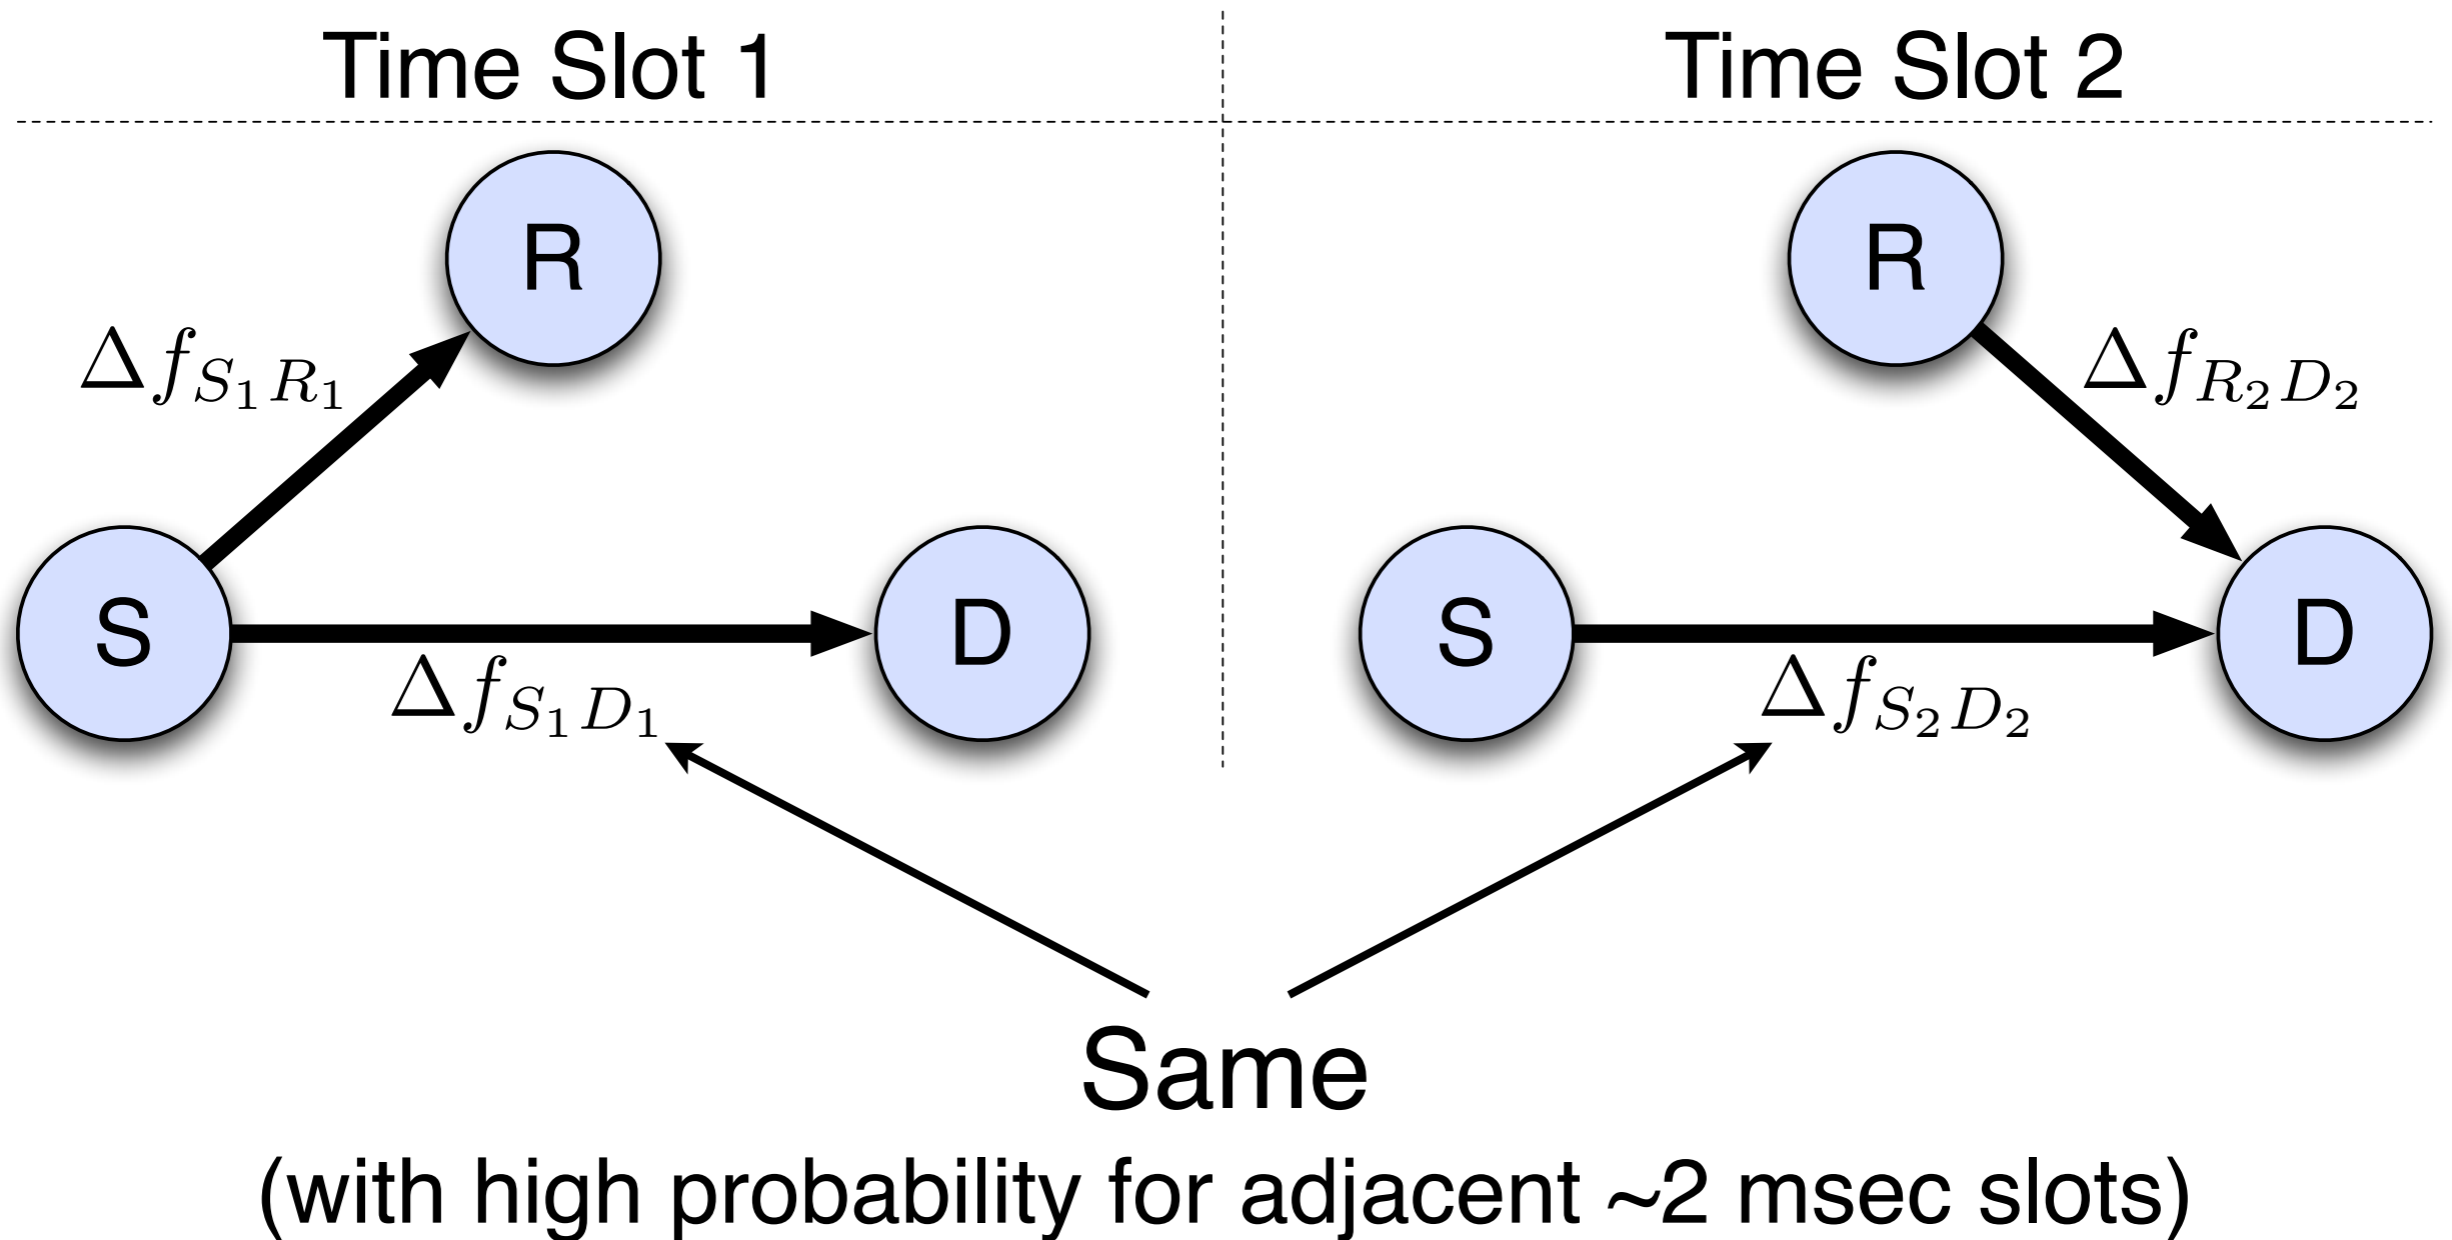 Time Slot 1
Time Slot 2
R
R
Δf_{S_1 R_1}
Δf_{R_2 D_2}
S
D
S
D
Δf_{S_1 D_1}
Δf_{S_2 D_2}
Same
(with high probability for adjacent ~2 msec slots)